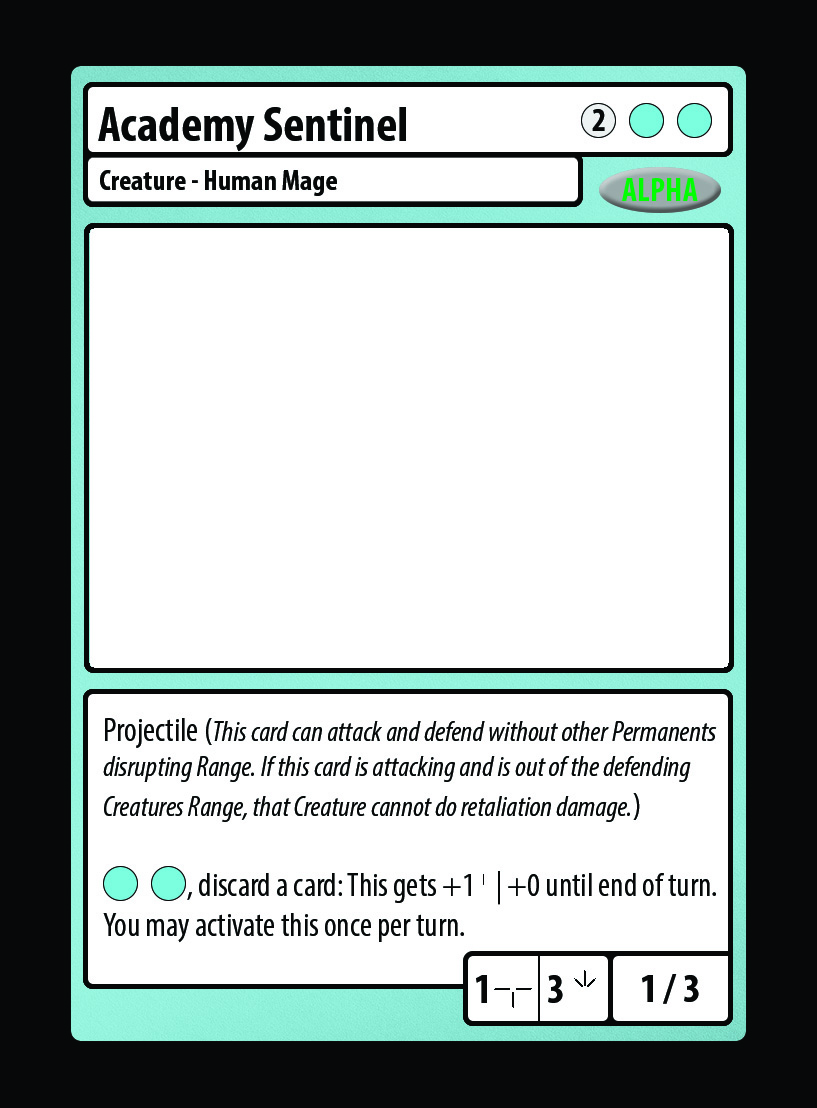 Academy Sentinel 2
Creature - Human Mage
ALPHA
Projectile (This card can attack and defend without other Permanents
disrupting Range. If this card is attacking and is out of the defending
Creatures Range, that Creature cannot do retaliation damage.)
, discard a card: This gets +1 ╵ | +0 until end of turn.
You may activate this once per turn.
1 3 1 / 3